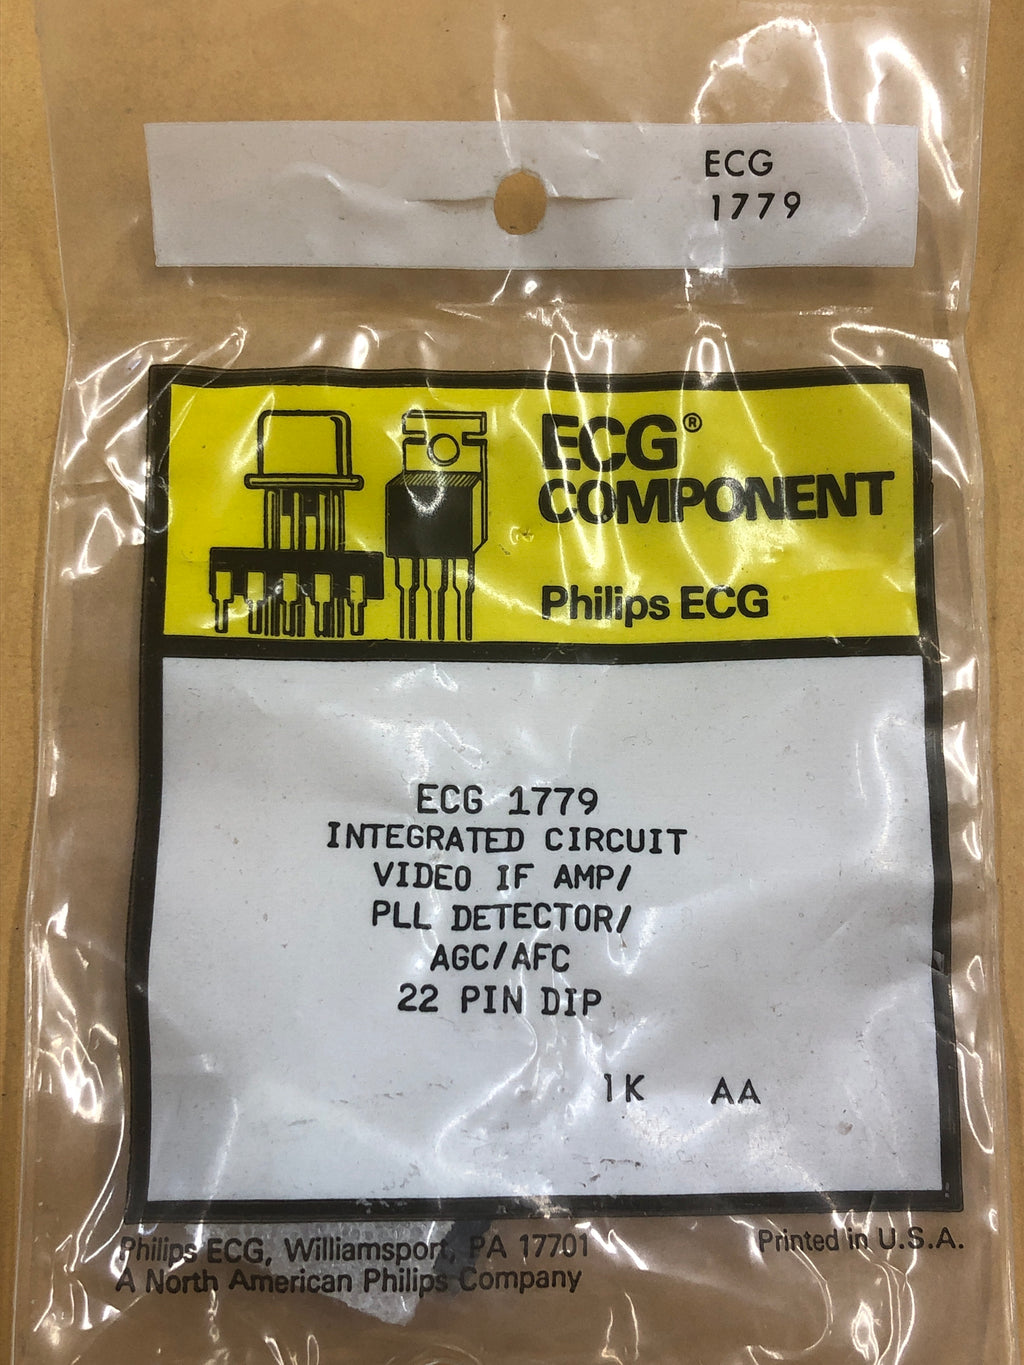 ECG
1779
ECG®
COMPONENT
Philips ECG
ECG 1779
INTEGRATED CIRCUIT
VIDEO IF AMP/
PLL DETECTOR/
AGC/AFC
22 PIN DIP
1K AA
Philips ECG, Williamsport, PA 17701
A North American Philips Company
Printed in U.S.A.